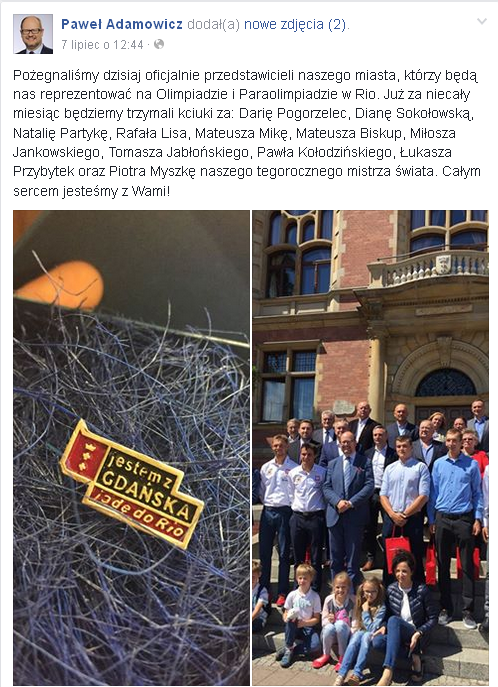 Paweł Adamowicz dodał(a) nowe zdjęcia (2).
7 lipiec o 12:44 ·
Pożegnaliśmy dzisiaj oficjalnie przedstawicieli naszego miasta, którzy będą
nas reprezentować na Olimpiadzie i Paraolimpiadzie w Rio. Już za niecały
miesiąc będziemy trzymali kciuki za: Darię Pogorzelec, Dianę Sokołowską,
Natalię Partykę, Rafała Lisa, Mateusza Mikę, Mateusza Biskup, Miłosza
Jankowskiego, Tomasza Jabłońskiego, Pawła Kołodzińskiego, Łukasza
Przybytek oraz Piotra Myszkę naszego tegorocznego mistrza świata. Całym
sercem jesteśmy z Wami!
jestem z
GDAŃSKA
i jadę do Rio